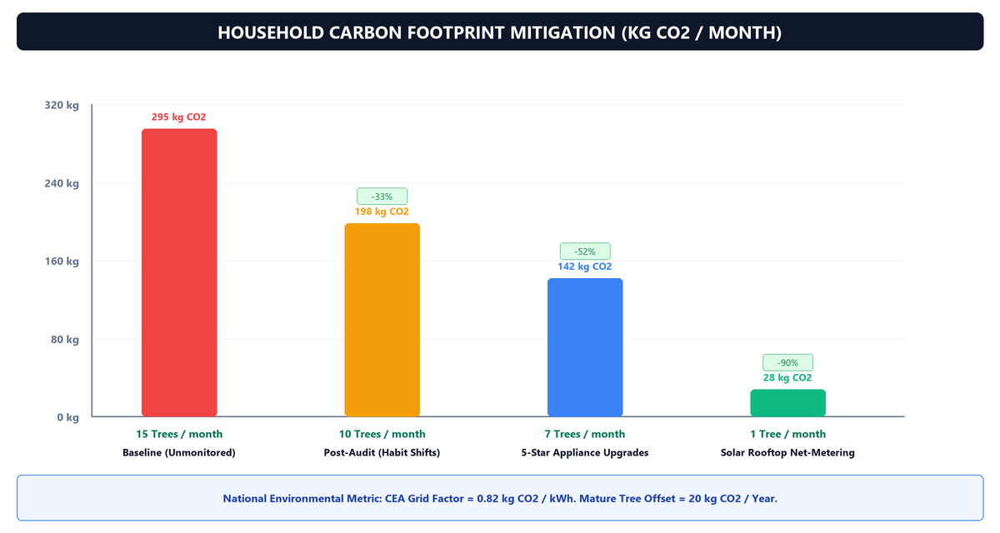 HOUSEHOLD CARBON FOOTPRINT MITIGATION (KG CO2 / MONTH)
320 kg
240 kg
160 kg
80 kg
0 kg
295 kg CO2
-33%
198 kg CO2
-52%
142 kg CO2
-90%
28 kg CO2
15 Trees / month
Baseline (Unmonitored)
10 Trees / month
Post-Audit (Habit Shifts)
7 Trees / month
5-Star Appliance Upgrades
1 Tree / month
Solar Rooftop Net-Metering
National Environmental Metric: CEA Grid Factor = 0.82 kg CO2 / kWh. Mature Tree Offset = 20 kg CO2 / Year.